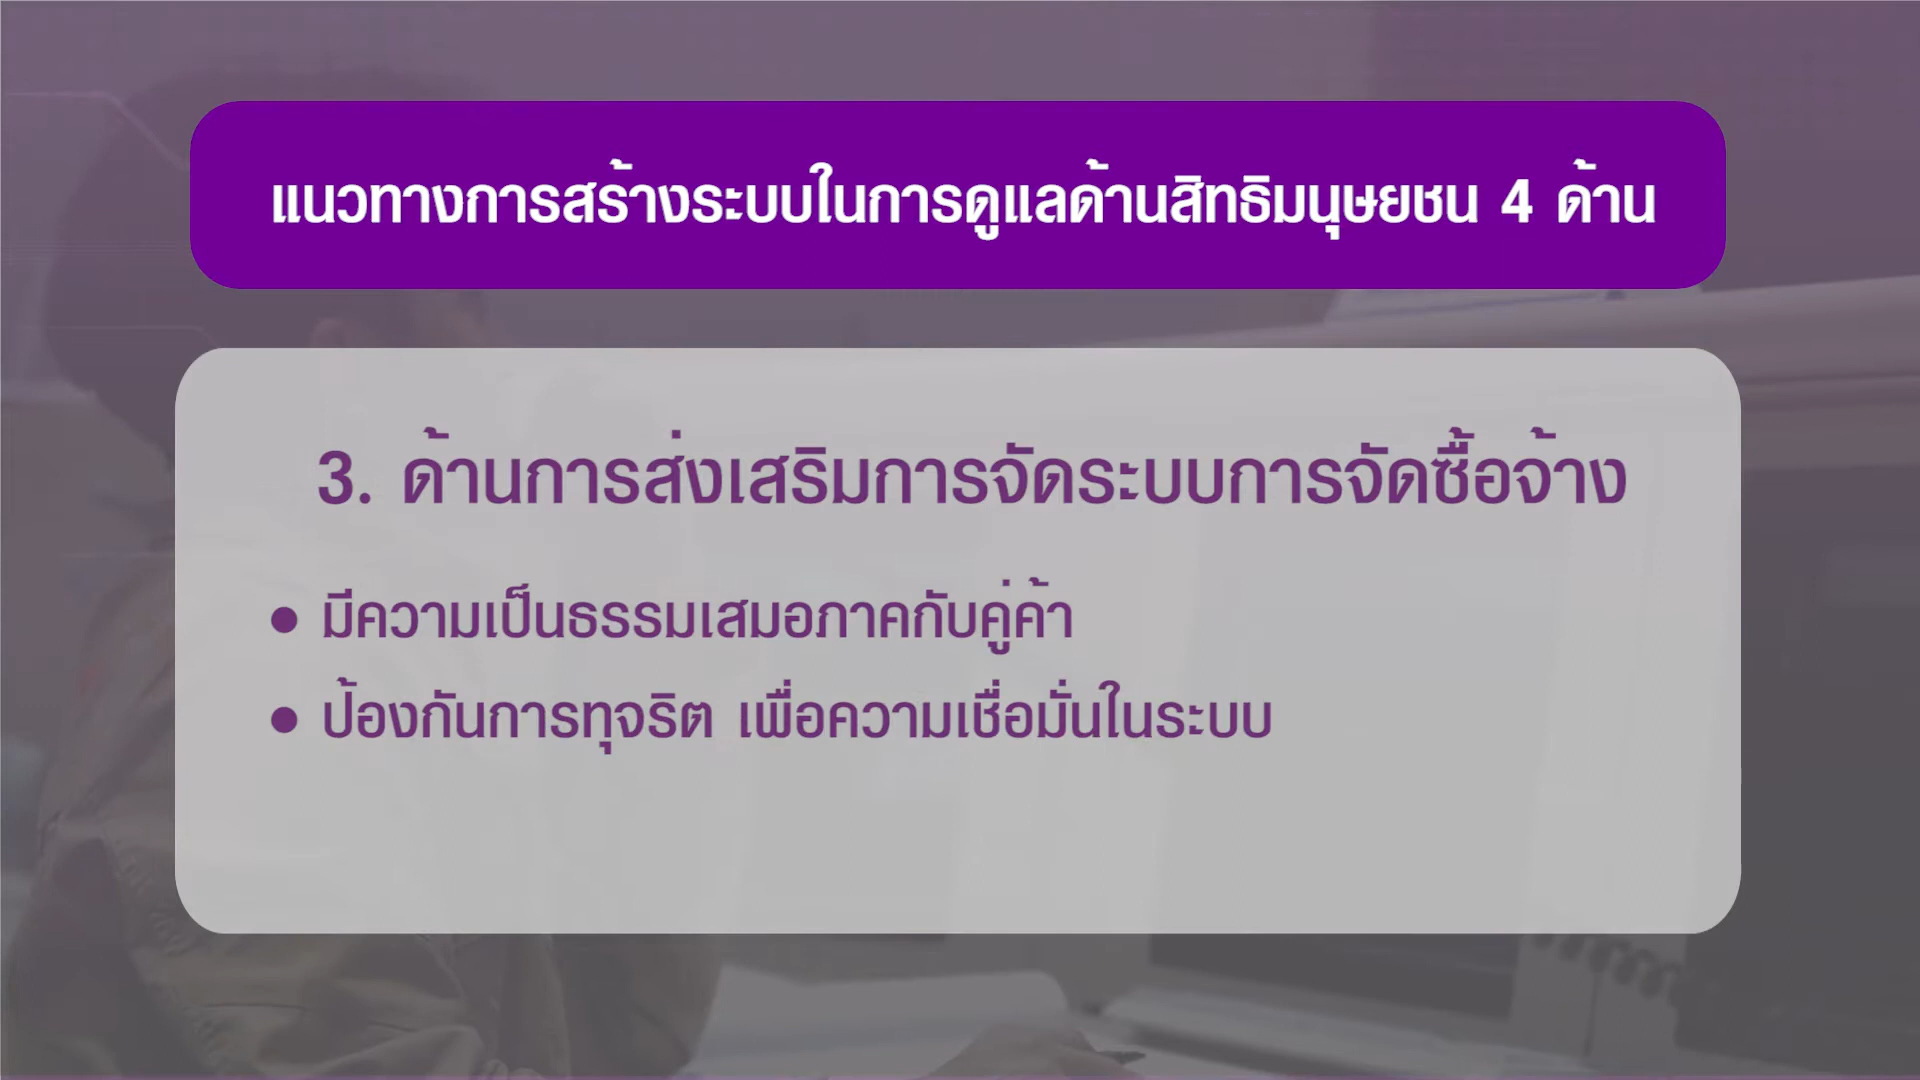 แนวทางการสร้างระบบในการดูแลด้านสิทธิมนุษยชน 4 ด้าน
3. ด้านการส่งเสริมการจัดระบบการจัดซื้อจ้าง
● มีความเป็นธรรมเสมอภาคกับคู่ค้า
● ป้องกันการทุจริต เพื่อความเชื่อมั่นในระบบ